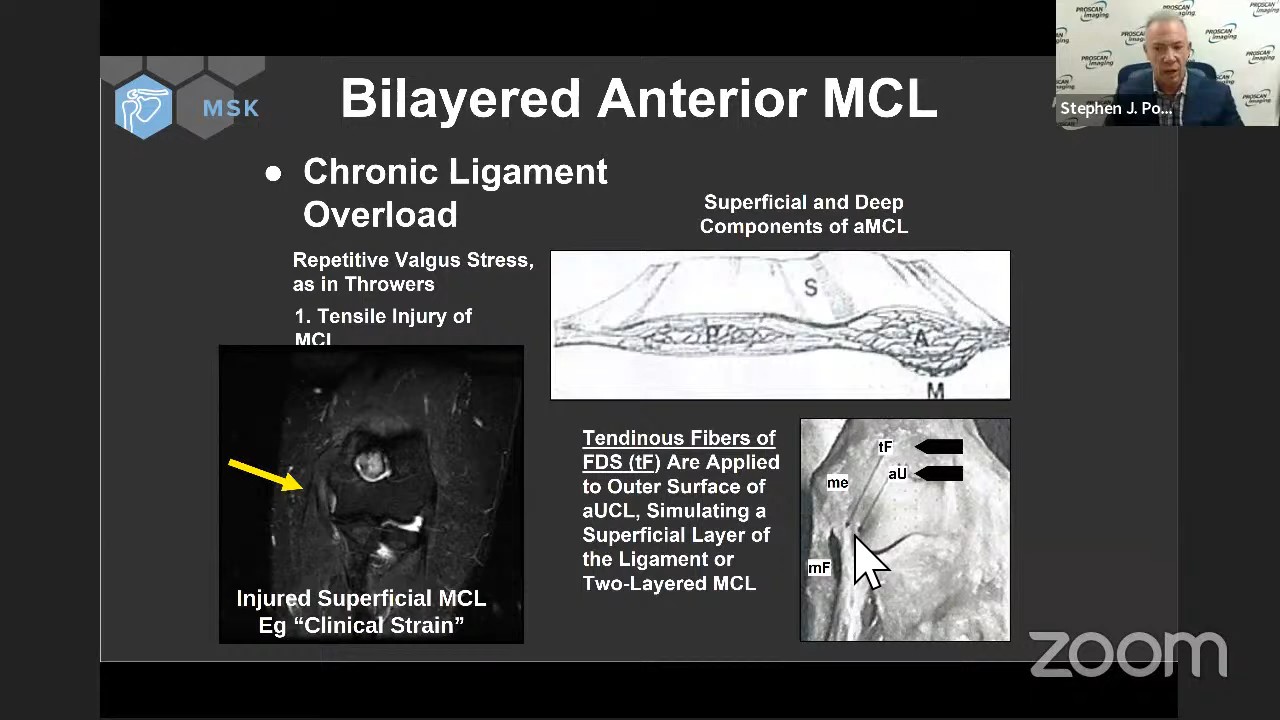 MSK
Bilayered Anterior MCL
PROSCAN
Imaging
Stephen J. Po...
● Chronic Ligament
Overload
Repetitive Valgus Stress,
as in Throwers
1. Tensile Injury of
MCL
Superficial and Deep
Components of aMCL
S
P
A
M
Injured Superficial MCL
Eg “Clinical Strain”
Tendinous Fibers of
FDS (tF) Are Applied
to Outer Surface of
aUCL, Simulating a
Superficial Layer of
the Ligament or
Two-Layered MCL
tF
aU
me
mF
zoom